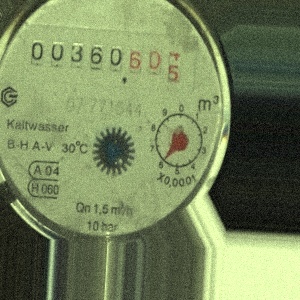 00360605
m³
Kaltwasser
B-H A-V 30°C
A 04
H 060
X0,0001
Qn 1,5 m³/h
10 bar